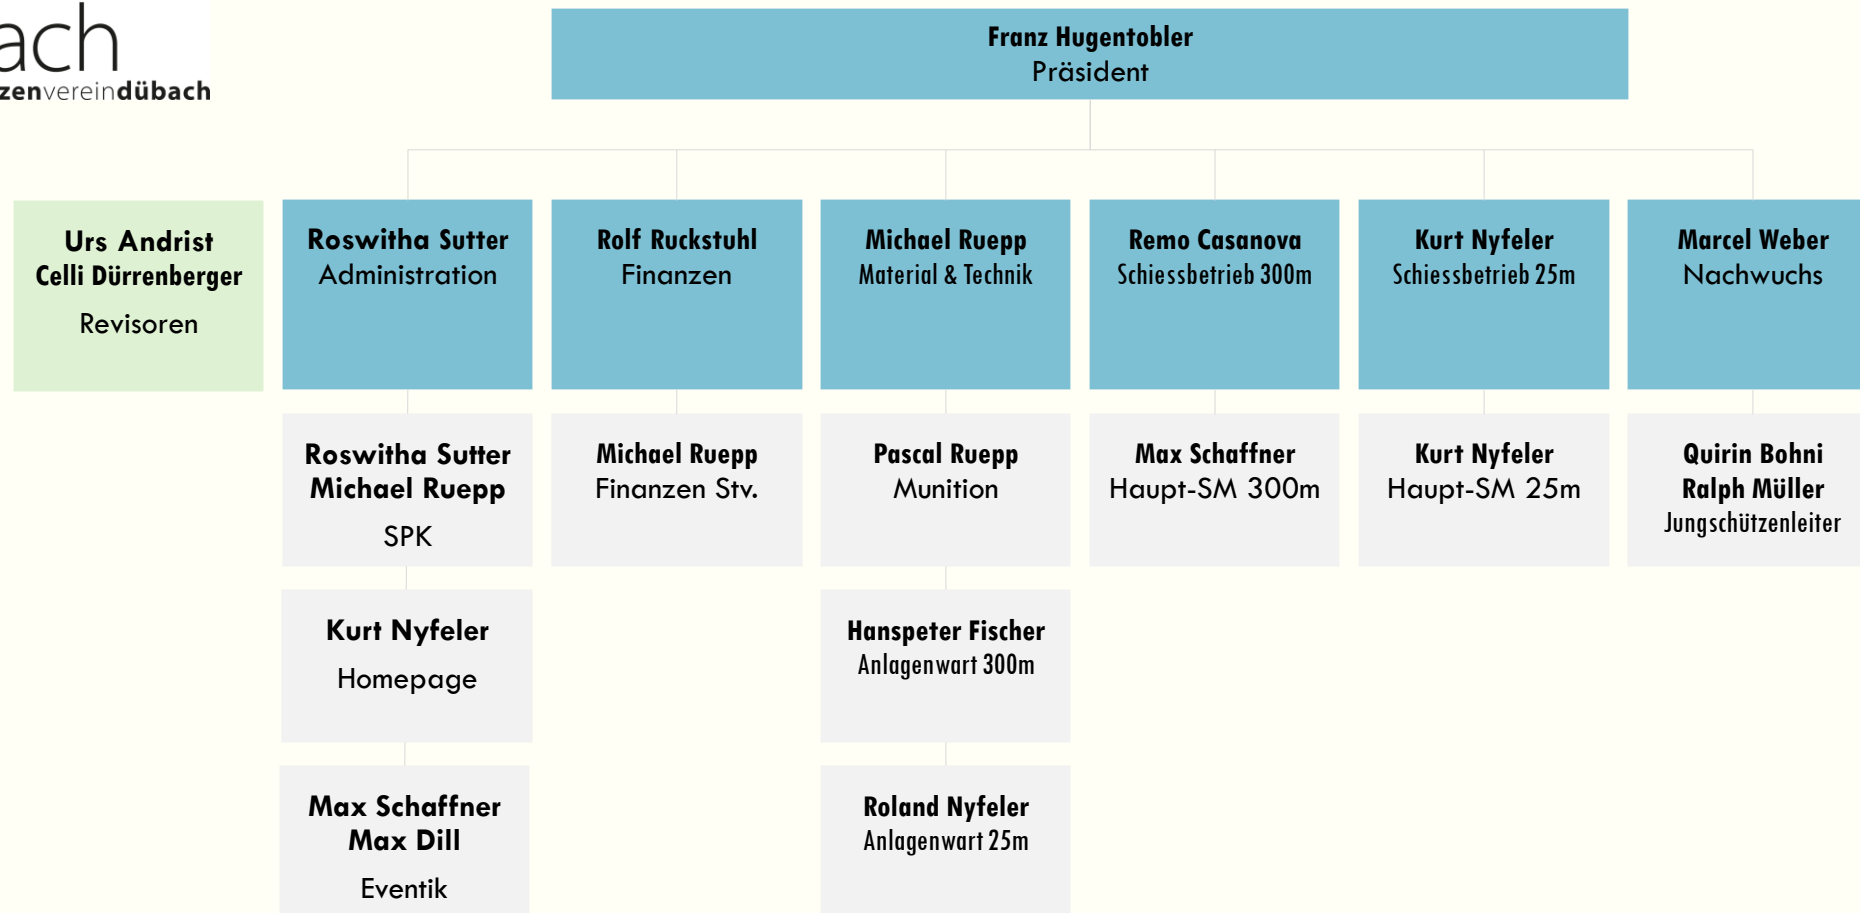 ach
zenvereindübach
Franz Hugentobler
Präsident
Urs Andrist
Celli Dürrenberger
Revisoren
Roswitha Sutter
Administration
Rolf Ruckstuhl
Finanzen
Michael Ruepp
Material & Technik
Remo Casanova
Schiessbetrieb 300m
Kurt Nyfeler
Schiessbetrieb 25m
Marcel Weber
Nachwuchs
Roswitha Sutter
Michael Ruepp
SPK
Michael Ruepp
Finanzen Stv.
Pascal Ruepp
Munition
Max Schaffner
Haupt-SM 300m
Kurt Nyfeler
Haupt-SM 25m
Quirin Bohni
Ralph Müller
Jungschützenleiter
Kurt Nyfeler
Homepage
Hanspeter Fischer
Anlagenwart 300m
Max Schaffner
Max Dill
Eventik
Roland Nyfeler
Anlagenwart 25m